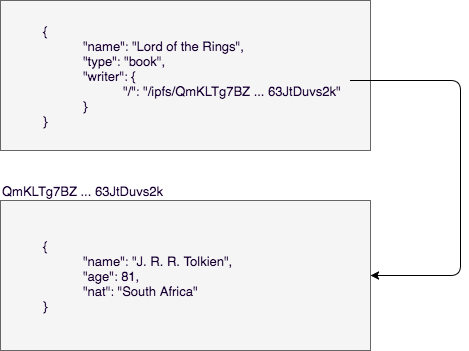 {
"name": "Lord of the Rings",
"type": "book",
"writer": {
"/": "/ipfs/QmKLTg7BZ ... 63JtDuvs2k"
}
}
QmKLTg7BZ ... 63JtDuvs2k
{
"name": "J. R. R. Tolkien",
"age": 81,
"nat": "South Africa"
}